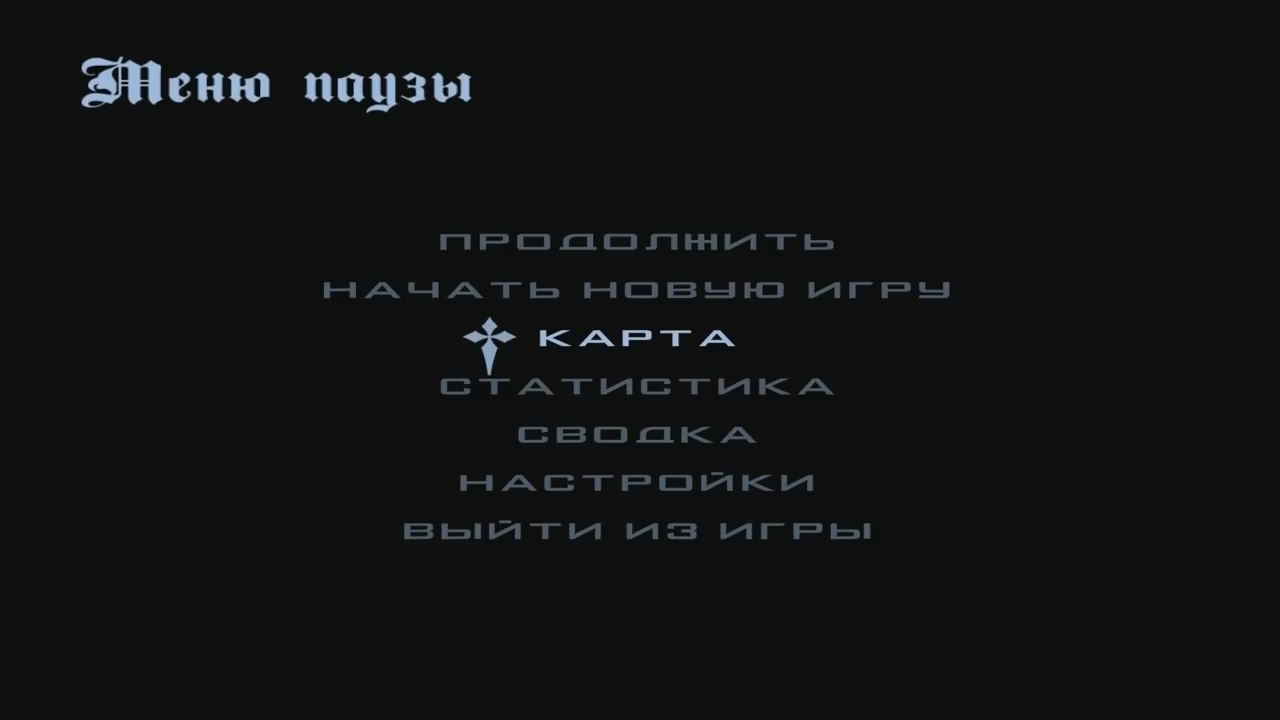 Меню паузы
ПРОДОЛЖИТЬ
НАЧАТЬ НОВУЮ ИГРУ
КАРТА
СТАТИСТИКА
СВОДКА
НАСТРОЙКИ
ВЫЙТИ ИЗ ИГРЫ